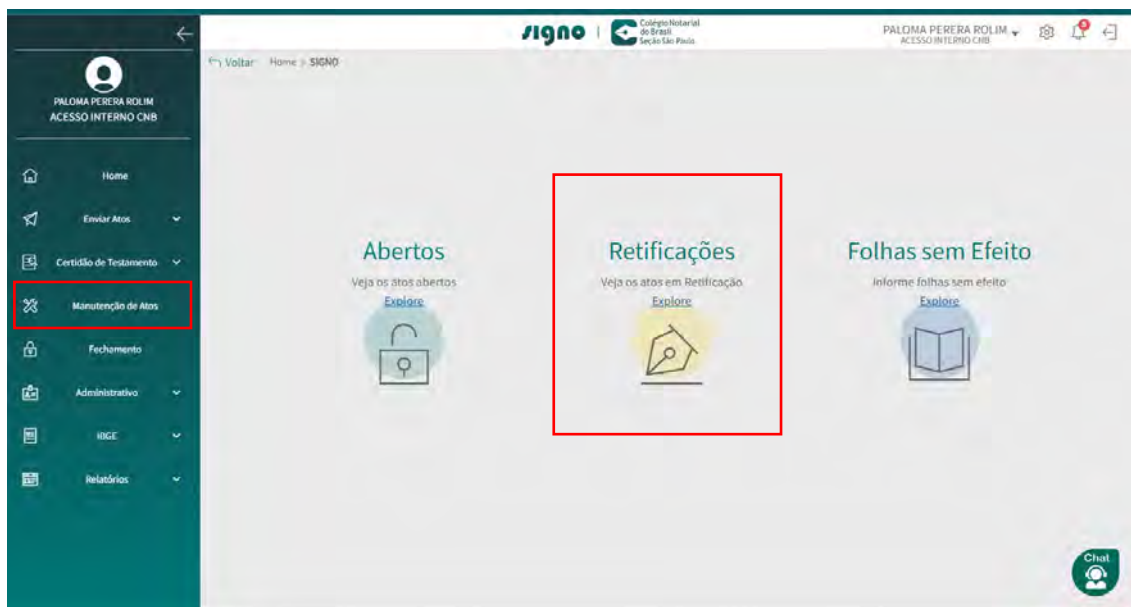 signo
Colégio Notarial
do Brasil
Seção São Paulo
PALOMA PERERA ROLIM
ACESSO INTERNO CNB
Voltar Home > SIGNO
PALOMA PERERA ROLIM
ACESSO INTERNO CNB
Home
Enviar Atos
Certidão de Testamento
Manutenção de Atos
Fechamento
Administrativo
Relatórios
Abertos
Veja os atos abertos
Explore
Retificações
Veja os atos em Retificação
Explore
Folhas sem Efeito
Informe folhas sem efeito
Explore
Chat